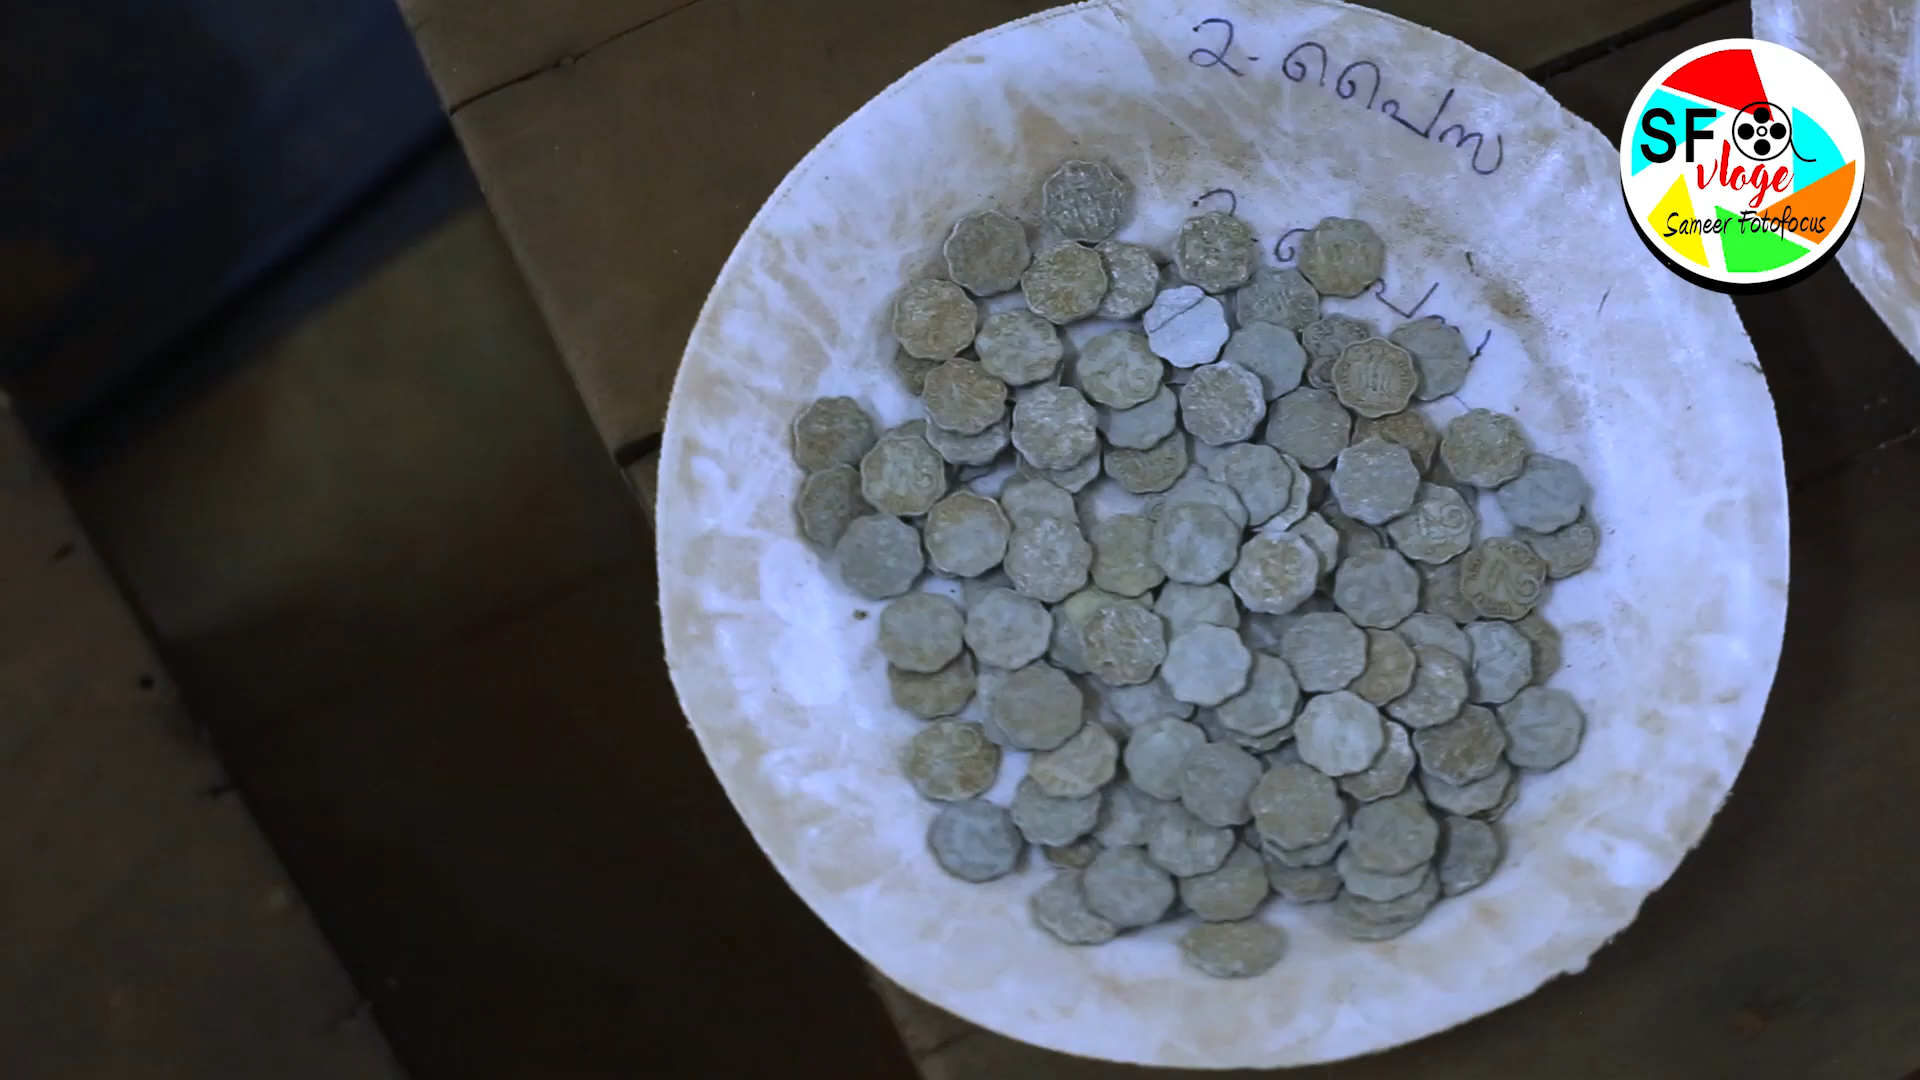 2- പൈസ
SF
vloge
Sameer Fotofocus